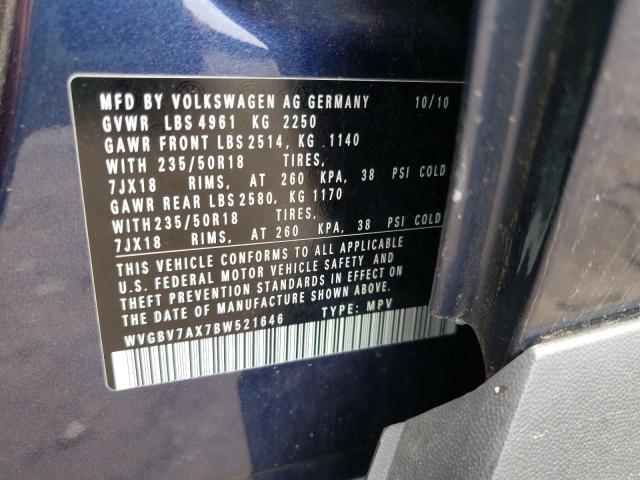 MFD BY VOLKSWAGEN AG GERMANY 10/10
GVWR LBS 4961 KG 2250
GAWR FRONT LBS 2514, KG .1140
WITH 235/50R18 TIRES,
7JX18 RIMS, AT 260 KPA, 38 PSI COLD
GAWR REAR LBS 2580, KG 1170
WITH 235/50R18 TIRES,
7JX18 RIMS, AT 260 KPA, 38 PSI COLD
THIS VEHICLE CONFORMS TO ALL APPLICABLE
U.S. FEDERAL MOTOR VEHICLE SAFETY AND
THEFT PREVENTION STANDARDS IN EFFECT ON
THE DATE OF MANUFACTURE SHOWN ABOVE.
WVGBV7AX7BW521646 TYPE: MPV